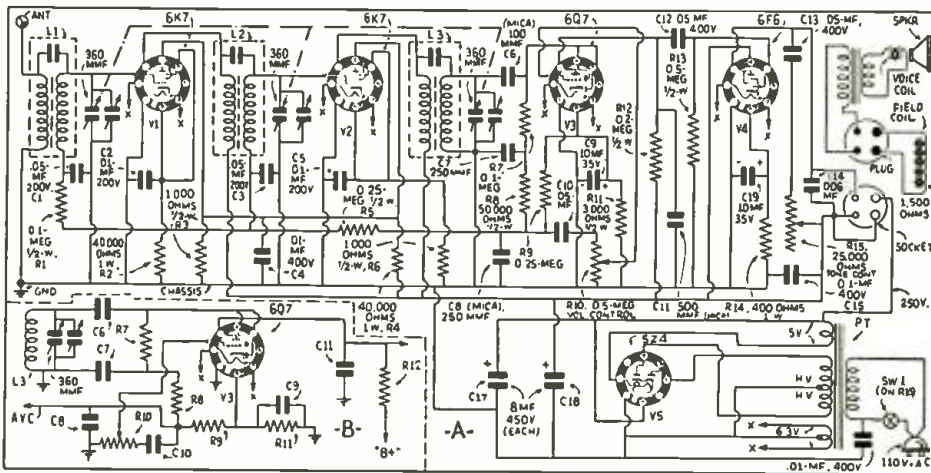 ANT
L1
6K7
360
MMF
V1
X
C2
.01-
MF
200V
.05-
MF
200V.
C1
0.1-
MEG
½-W, R1
40,000
OHMS
1 W.
R2
1,000
OHMS
½-W.
R3
GND
CHASSIS
L2
360
MMF
6K7
V2
X
.05-
MF
200V
C3
C5
.01-
MF
200V
0.25-
MEG ½ W.
R5
.01-
MF
400V
C4
1,000
OHMS
½-W, R6
L3
360
MMF
(MICA)
100
MMF
C6
C7
250 MMF
R7
0.1-
MEG
½-W
R8
50,000
OHMS
½-W
R9
0.25-MEG
6Q7
V3
X
C9
10MF
35V
C10 .05-
MF
R11
3,000
OHMS
½-W
R12
0.2-
MEG
½ W
C12 .05 MF
400V
R13
0.5-
MEG
½-W
6F6
V4
X
C19
10MF
35V
C13 .05-MF,
400V
SPKR
VOICE
COIL
FIELD
COIL
PLUG
C14
.006
MF
1,500
OHMS
SOCKET
R15,
25,000
OHMS
TONE CONT
0.1-MF
400V
C15
250V.
40,000
OHMS
1 W, R4
C8 (MICA),
250 MMF
R10, 0.5-MEG
VOL CONTROL
C11 500
MMF (MICA)
R14, 400 OHMS
1 W
C6
R7
C7
L3
360
MMF
AVC
C8
R10
C10
R8
R9
6Q7
V3
X
C9
R11
C11
R12
-B-
"B+"
-A-
C17
8MF
450V
(EACH)
C18
5Z4
V5
5V
HV
HV
6.3V
X
X
PT
SW1
(ON R15)
110V.-AC
.01-MF, 400V